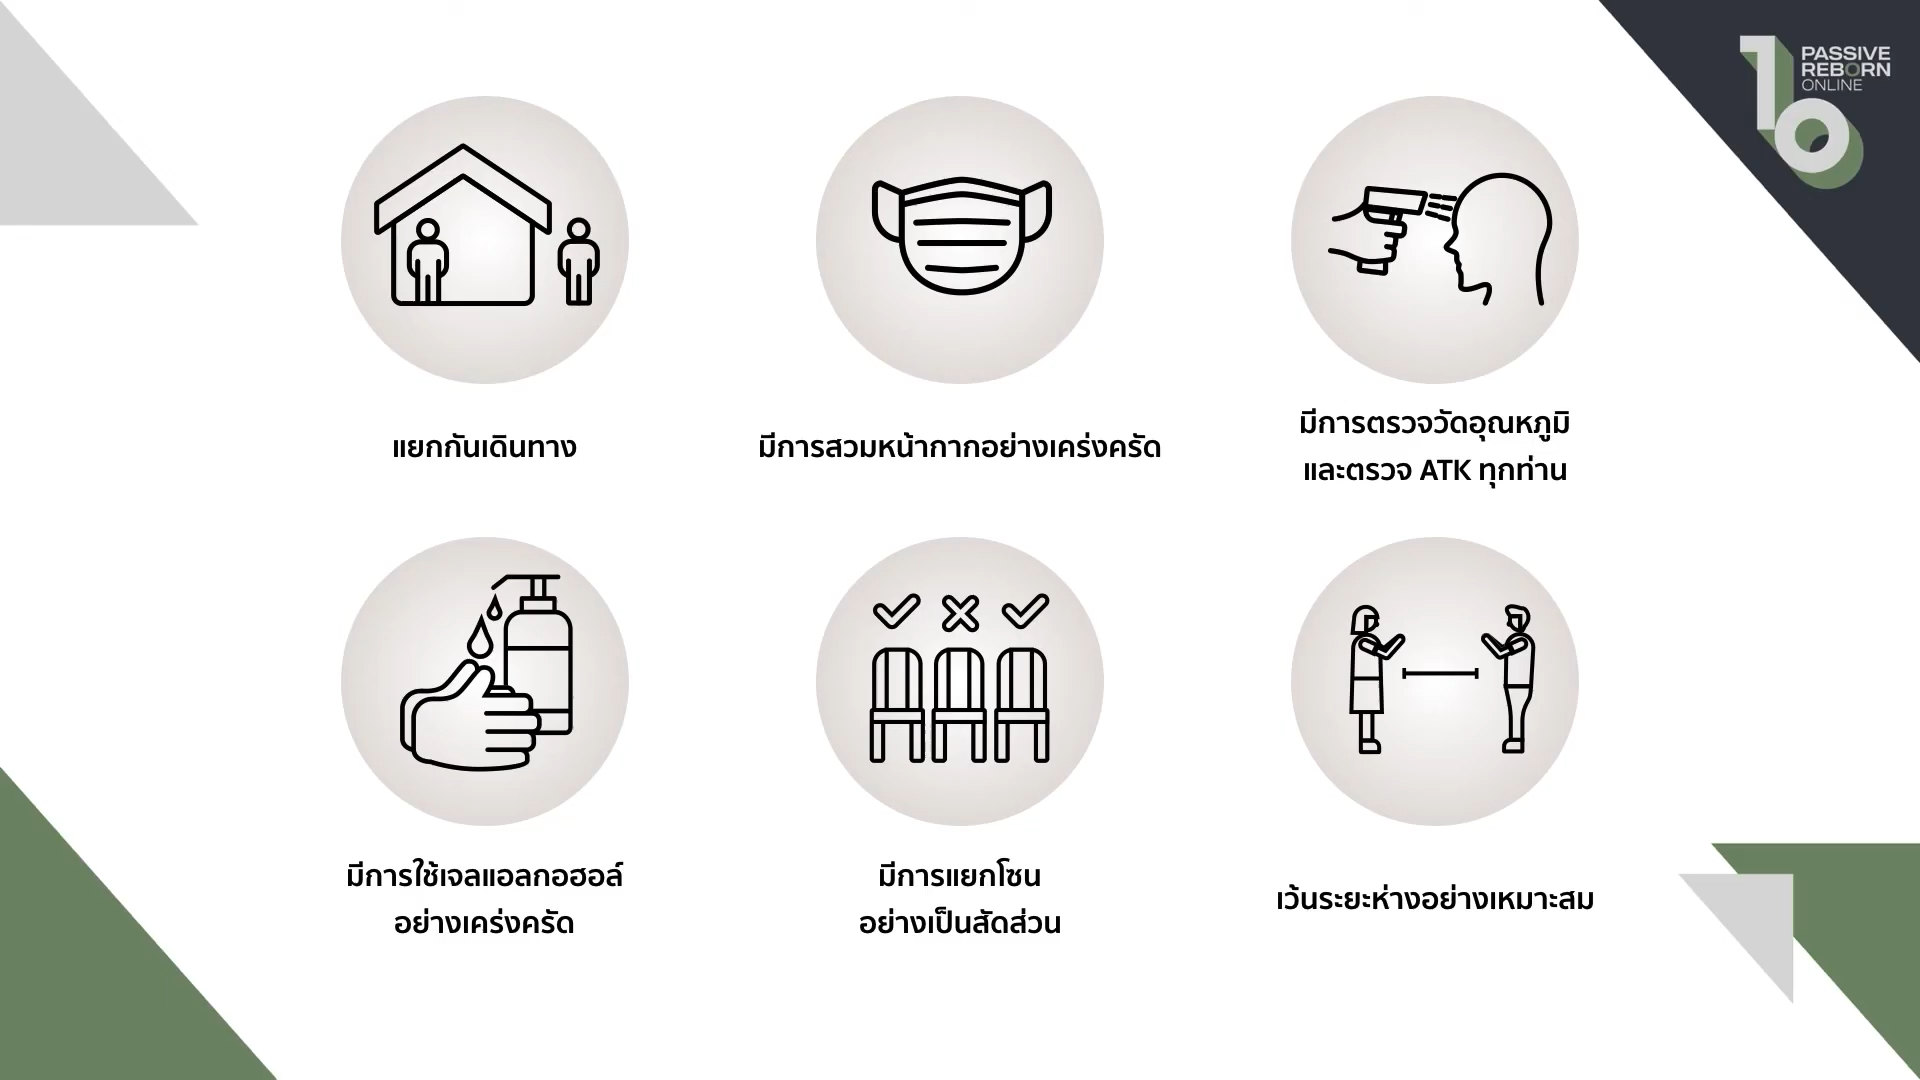 PASSIVE
REBORN
ONLINE
แยกกันเดินทาง
มีการสวมหน้ากากอย่างเคร่งครัด
มีการตรวจวัดอุณหภูมิ
และตรวจ ATK ทุกท่าน
มีการใช้เจลแอลกอฮอล์
อย่างเคร่งครัด
มีการแยกโซน
อย่างเป็นสัดส่วน
เว้นระยะห่างอย่างเหมาะสม